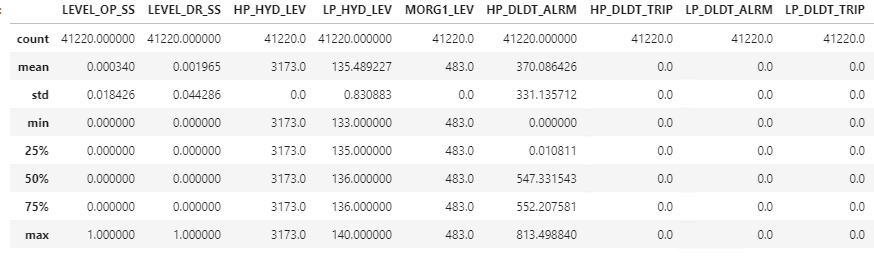 LEVEL_OP_SS LEVEL_DR_SS HP_HYD_LEV LP_HYD_LEV MORG1_LEV HP_DLDT_ALRM HP_DLDT_TRIP LP_DLDT_ALRM LP_DLDT_TRIP
count 41220.000000 41220.000000 41220.0 41220.000000 41220.0 41220.000000 41220.0 41220.0 41220.0
mean 0.000340 0.001965 3173.0 135.489227 483.0 370.086426 0.0 0.0 0.0
std 0.018426 0.044286 0.0 0.830883 0.0 331.135712 0.0 0.0 0.0
min 0.000000 0.000000 3173.0 133.000000 483.0 0.000000 0.0 0.0 0.0
25% 0.000000 0.000000 3173.0 135.000000 483.0 0.010811 0.0 0.0 0.0
50% 0.000000 0.000000 3173.0 136.000000 483.0 547.331543 0.0 0.0 0.0
75% 0.000000 0.000000 3173.0 136.000000 483.0 552.207581 0.0 0.0 0.0
max 1.000000 1.000000 3173.0 140.000000 483.0 813.498840 0.0 0.0 0.0